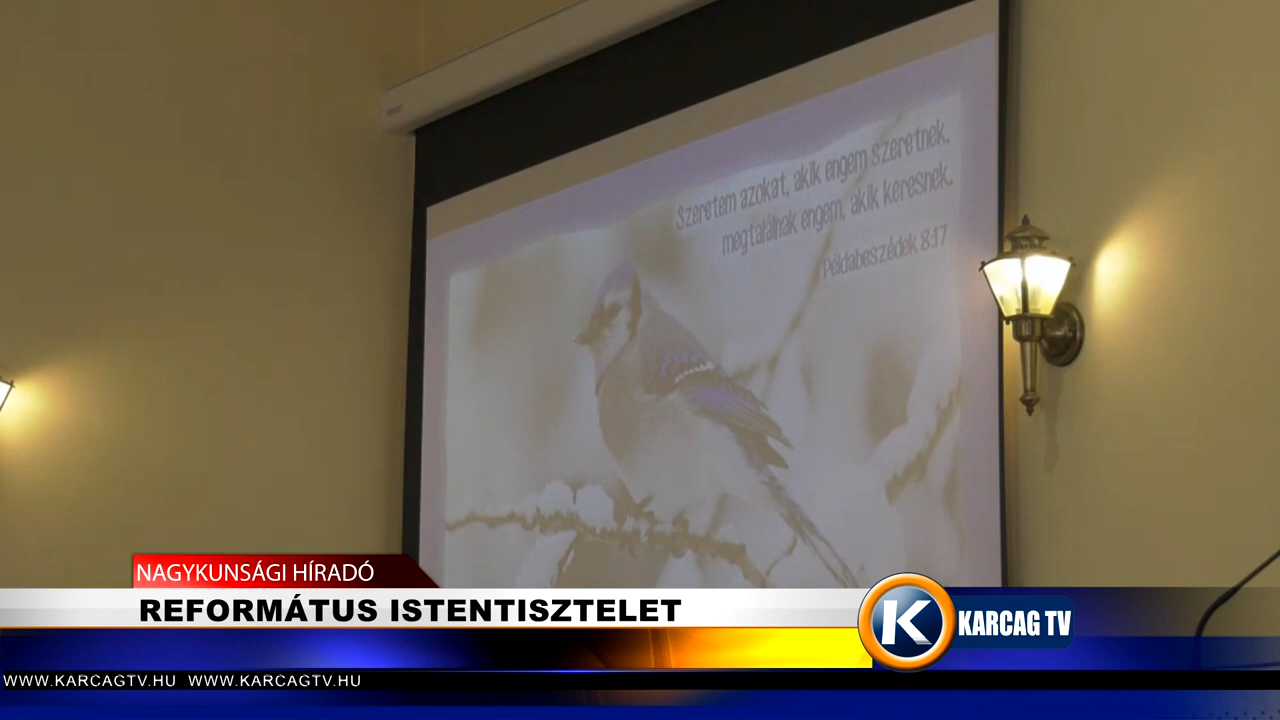 Szeretem azokat, akik engem szeretnek,
megtalálnak engem, akik keresnek.
Példabeszédek 8:17
NAGYKUNSÁGI HÍRADÓ
REFORMÁTUS ISTENTISZTELET
K KARCAG TV
WWW.KARCAGTV.HU WWW.KARCAGTV.HU